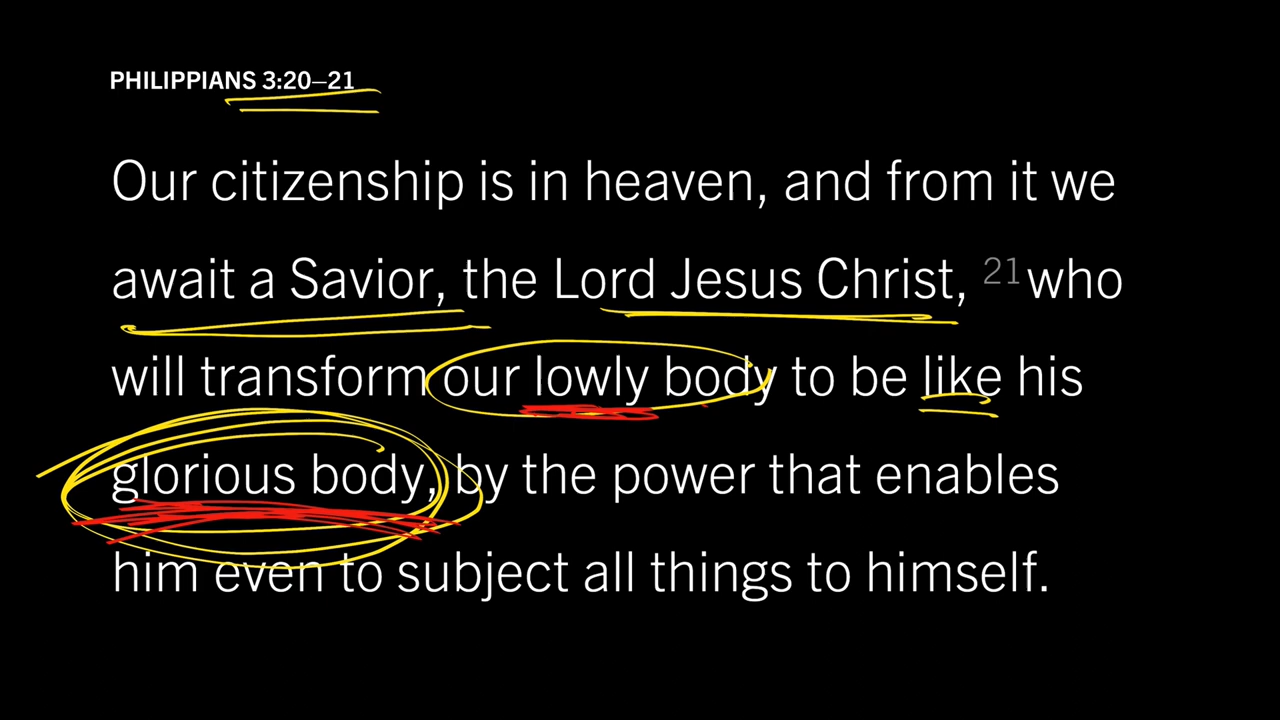 PHILIPPIANS 3:20–21
Our citizenship is in heaven, and from it we
await a Savior, the Lord Jesus Christ, 21 who
will transform our lowly body to be like his
glorious body, by the power that enables
him even to subject all things to himself.